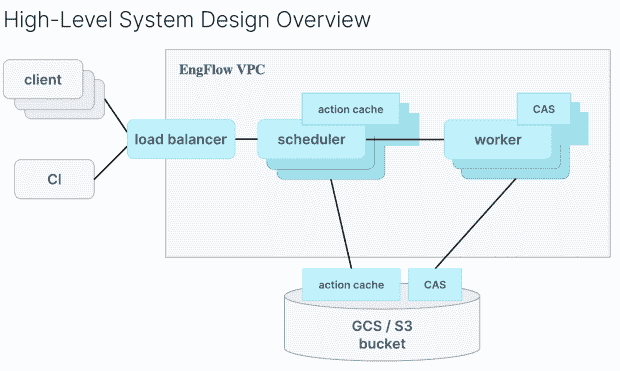 High-Level System Design Overview
EngFlow VPC
client
action cache
CAS
load balancer
scheduler
worker
CI
action cache
CAS
GCS / S3
bucket